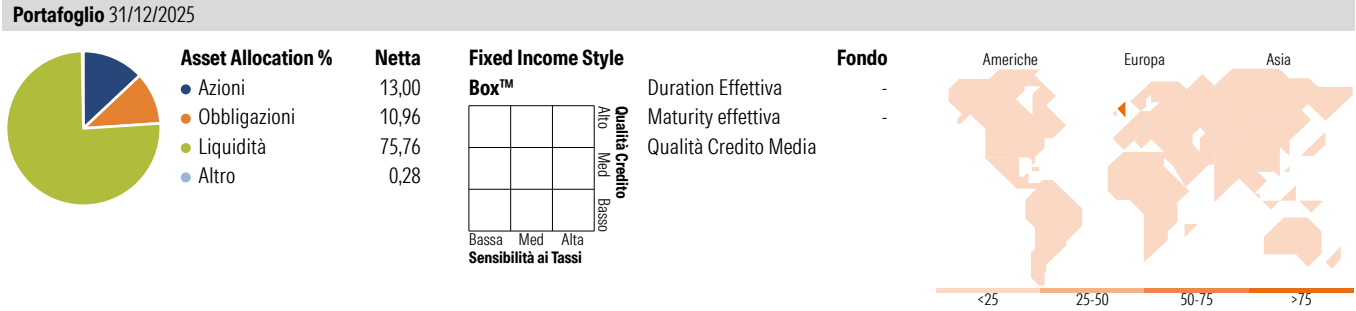 Portafoglio 31/12/2025
Asset Allocation % Netta
Azioni 13,00
Obbligazioni 10,96
Liquidità 75,76
Altro 0,28
Fixed Income Style
Box™
Alto
Med
Basso
Qualità Credito
Bassa Med Alta
Sensibilità ai Tassi
Fondo
Duration Effettiva -
Maturity effettiva -
Qualità Credito Media
Americhe Europa Asia
<25 25-50 50-75 >75